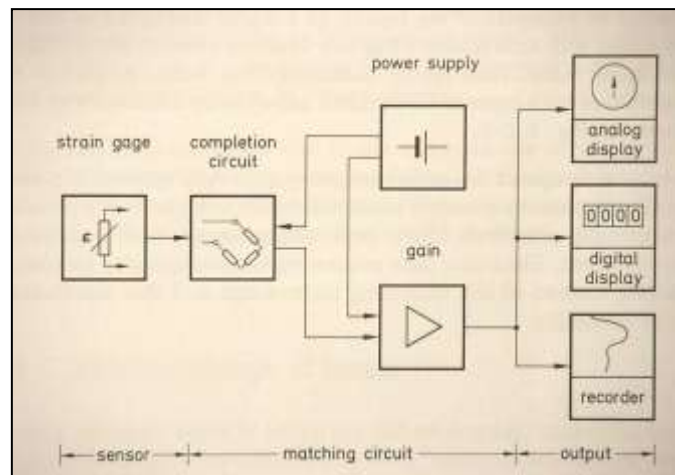 power supply
strain gage
completion
circuit
ε
gain
analog
display
0000
digital
display
recorder
sensor
matching circuit
output